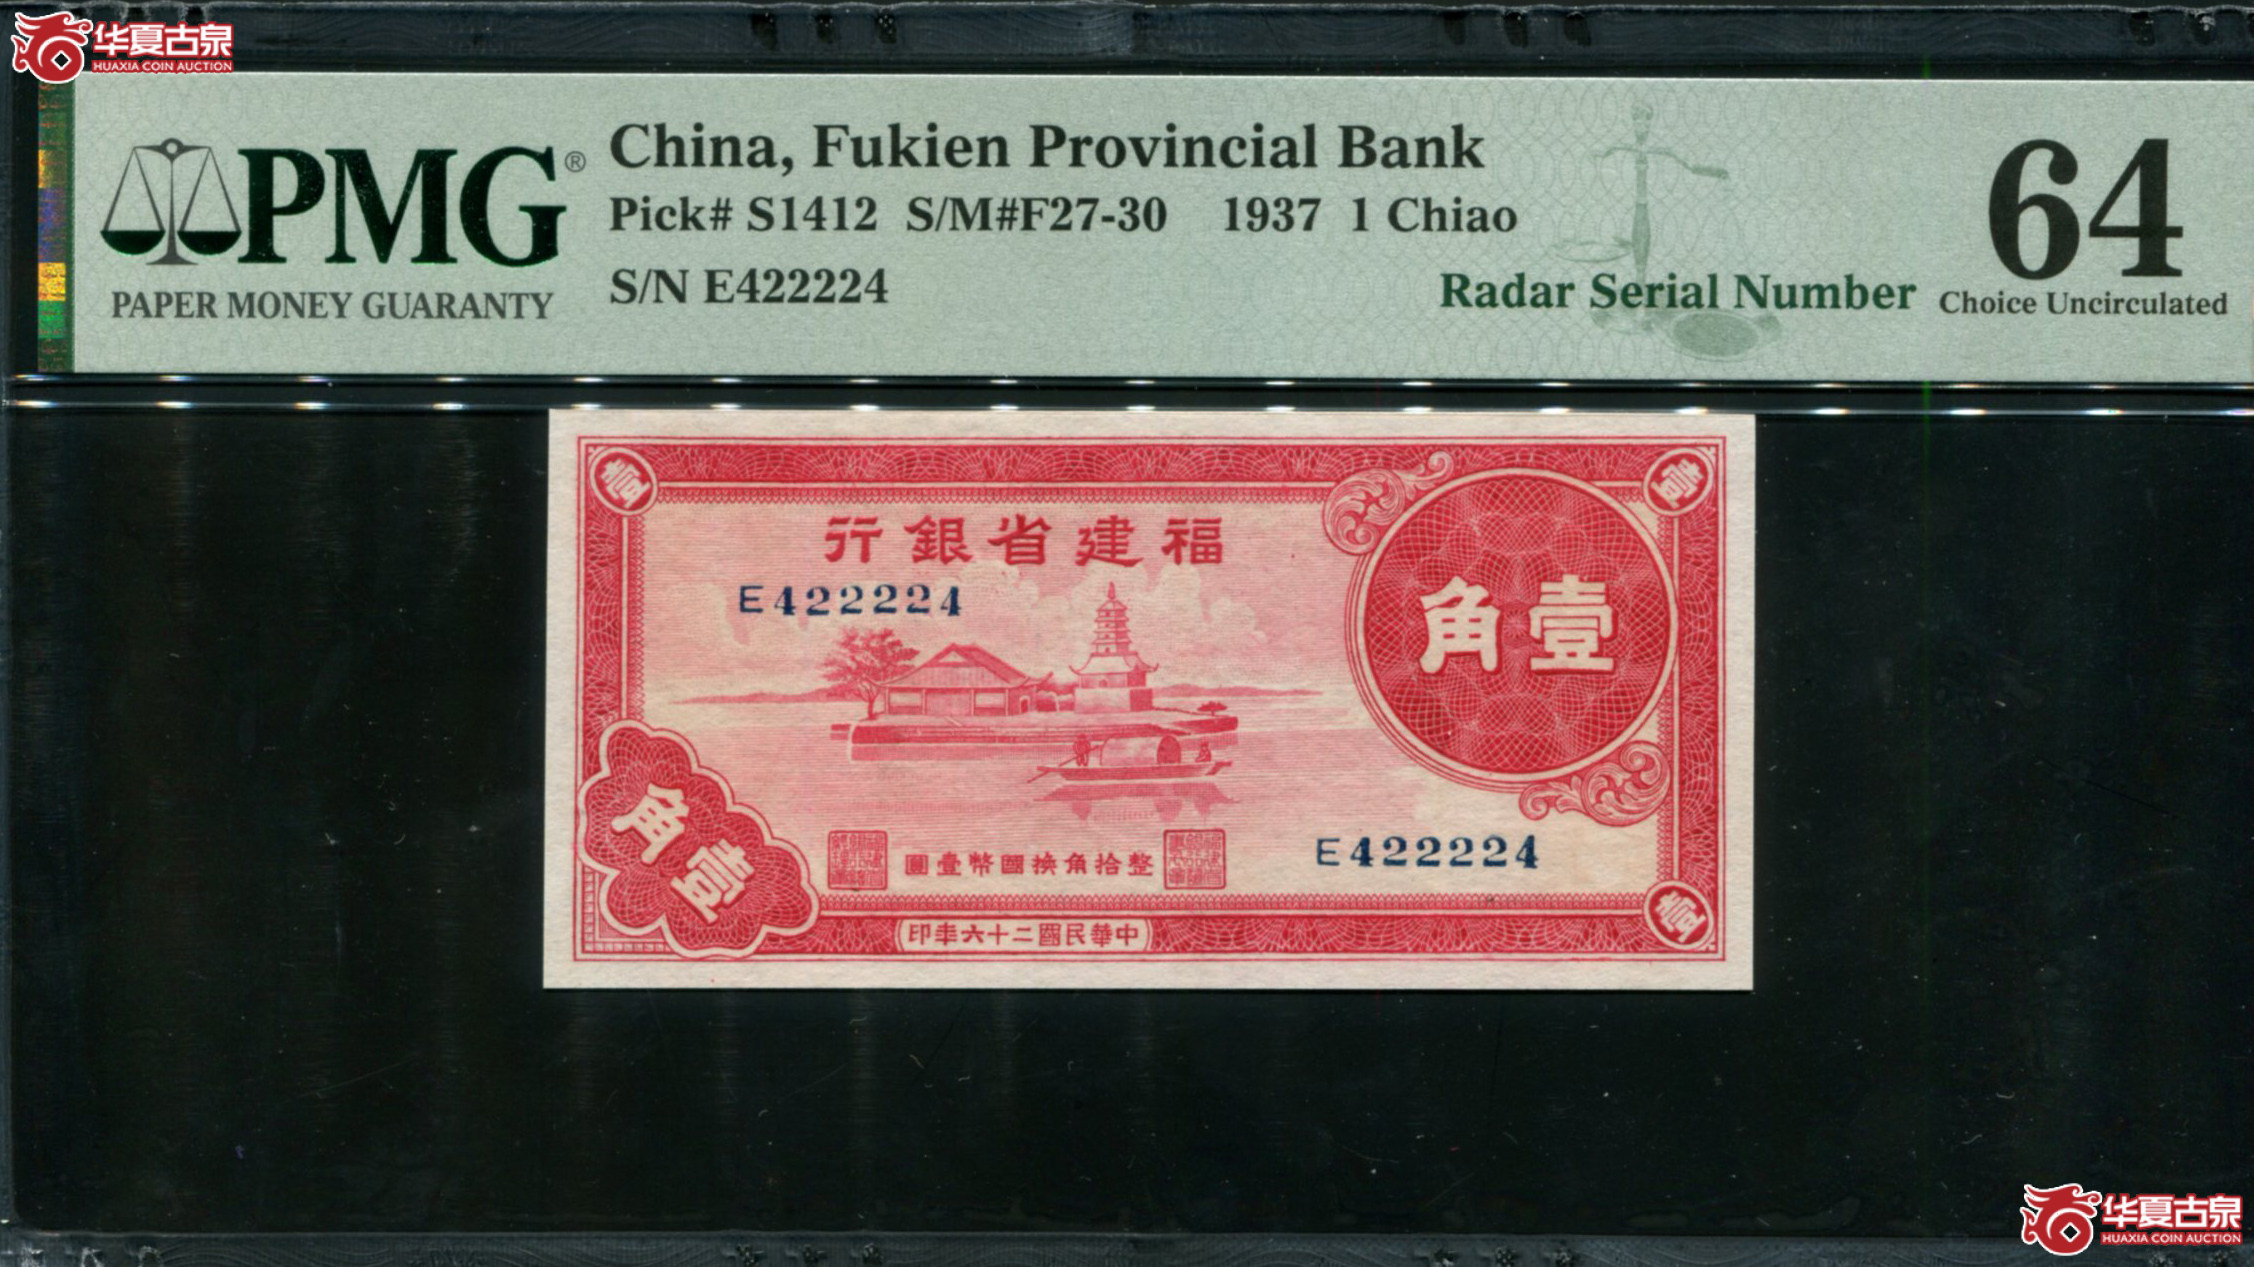 华夏古泉
HUAXIA COIN AUCTION
PMG®
PAPER MONEY GUARANTY
China, Fukien Provincial Bank
Pick# S1412 S/M#F27-30 1937 1 Chiao
S/N E422224
Radar Serial Number
64
Choice Uncirculated
壹
壹
福建省銀行
E422224
壹角
壹角
E422224
整拾角換國幣壹圓
壹
中華民國二十六年印
华夏古泉
HUAXIA COIN AUCTION